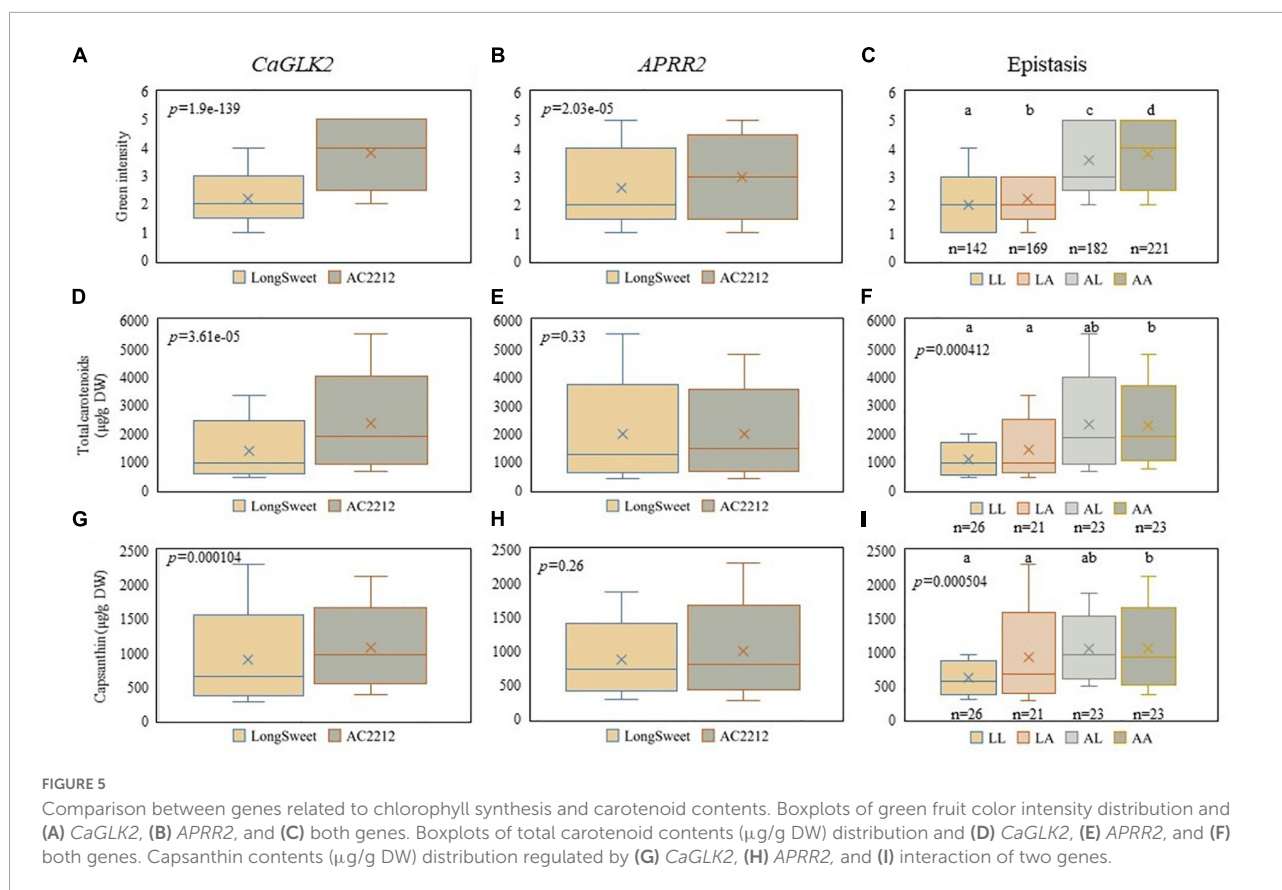 A CaGLK2 B APRR2 C Epistasis
Green intensity
6 5 4 3 2 1 0
p=1.9e-139
LongSweet AC2212
6 5 4 3 2 1 0
p=2.03e-05
LongSweet AC2212
6 5 4 3 2 1 0
a b c d
n=142 n=169 n=182 n=221
LL LA AL AA
D
Total carotenoids
(µg/g DW)
6000 5000 4000 3000 2000 1000 0
p=3.61e-05
LongSweet AC2212
E
6000 5000 4000 3000 2000 1000 0
p=0.33
LongSweet AC2212
F
6000 5000 4000 3000 2000 1000 0
a a ab b
p=0.000412
LL LA AL AA
n=26 n=21 n=23 n=23
G
Capsanthin (µg/g DW)
2500 2000 1500 1000 500 0
p=0.000104
LongSweet AC2212
H
2500 2000 1500 1000 500 0
p=0.26
LongSweet AC2212
I
2500 2000 1500 1000 500 0
a a ab b
p=0.000504
n=26 n=21 n=23 n=23
LL LA AL AA
FIGURE 5
Comparison between genes related to chlorophyll synthesis and carotenoid contents. Boxplots of green fruit color intensity distribution and
(A) CaGLK2, (B) APRR2, and (C) both genes. Boxplots of total carotenoid contents (µg/g DW) distribution and (D) CaGLK2, (E) APRR2, and (F)
both genes. Capsanthin contents (µg/g DW) distribution regulated by (G) CaGLK2, (H) APRR2, and (I) interaction of two genes.